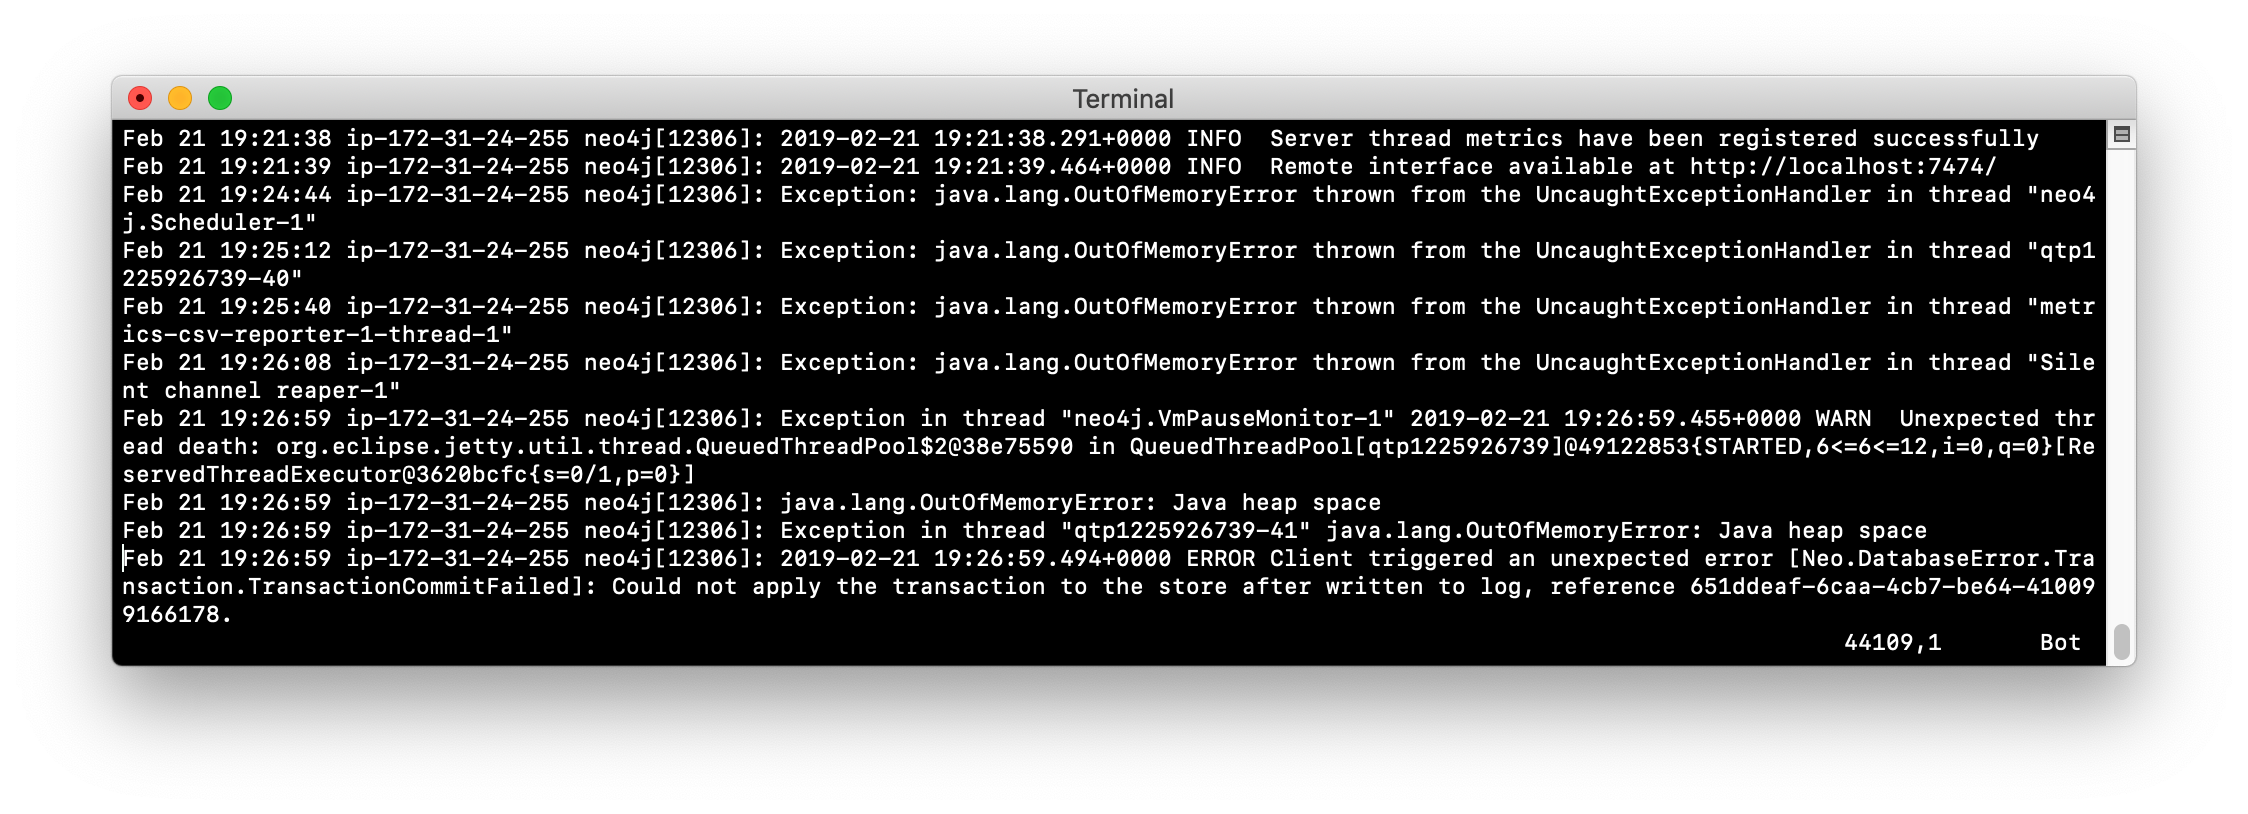 Terminal
Feb 21 19:21:38 ip-172-31-24-255 neo4j[12306]: 2019-02-21 19:21:38.291+0000 INFO  Server thread metrics have been registered successfully
Feb 21 19:21:39 ip-172-31-24-255 neo4j[12306]: 2019-02-21 19:21:39.464+0000 INFO  Remote interface available at http://localhost:7474/
Feb 21 19:24:44 ip-172-31-24-255 neo4j[12306]: Exception: java.lang.OutOfMemoryError thrown from the UncaughtExceptionHandler in thread "neo4
j.Scheduler-1"
Feb 21 19:25:12 ip-172-31-24-255 neo4j[12306]: Exception: java.lang.OutOfMemoryError thrown from the UncaughtExceptionHandler in thread "qtp1
225926739-40"
Feb 21 19:25:40 ip-172-31-24-255 neo4j[12306]: Exception: java.lang.OutOfMemoryError thrown from the UncaughtExceptionHandler in thread "metr
ics-csv-reporter-1-thread-1"
Feb 21 19:26:08 ip-172-31-24-255 neo4j[12306]: Exception: java.lang.OutOfMemoryError thrown from the UncaughtExceptionHandler in thread "Sile
nt channel reaper-1"
Feb 21 19:26:59 ip-172-31-24-255 neo4j[12306]: Exception in thread "neo4j.VmPauseMonitor-1" 2019-02-21 19:26:59.455+0000 WARN  Unexpected thr
ead death: org.eclipse.jetty.util.thread.QueuedThreadPool$2@38e75590 in QueuedThreadPool[qtp1225926739]@49122853{STARTED,6<=6<=12,i=0,q=0}[Re
servedThreadExecutor@3620bcfc{s=0/1,p=0}]
Feb 21 19:26:59 ip-172-31-24-255 neo4j[12306]: java.lang.OutOfMemoryError: Java heap space
Feb 21 19:26:59 ip-172-31-24-255 neo4j[12306]: Exception in thread "qtp1225926739-41" java.lang.OutOfMemoryError: Java heap space
Feb 21 19:26:59 ip-172-31-24-255 neo4j[12306]: 2019-02-21 19:26:59.494+0000 ERROR Client triggered an unexpected error [Neo.DatabaseError.Tra
nsaction.TransactionCommitFailed]: Could not apply the transaction to the store after written to log, reference 651ddeaf-6caa-4cb7-be64-41009
9166178.
44109,1       Bot